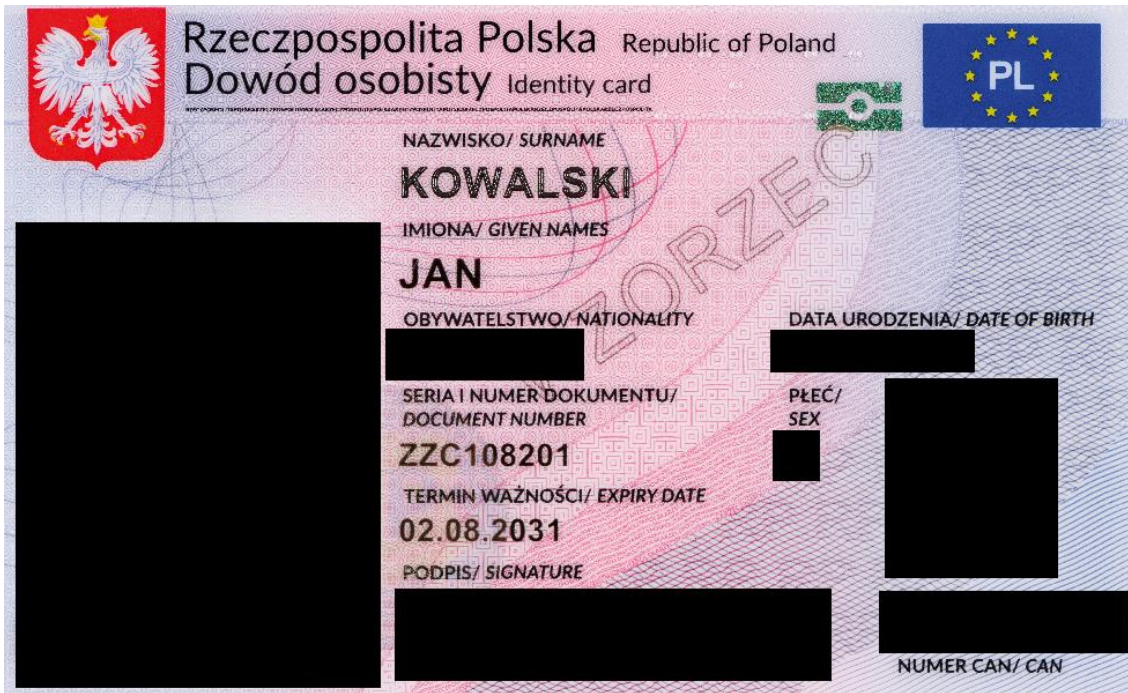 Rzeczpospolita Polska Republic of Poland
Dowód osobisty Identity card
PL
NAZWISKO/ SURNAME
KOWALSKI
IMIONA/ GIVEN NAMES
JAN
WZORZEC
OBYWATELSTWO/ NATIONALITY
DATA URODZENIA/ DATE OF BIRTH
SERIA I NUMER DOKUMENTU/
DOCUMENT NUMBER
PŁEĆ/
SEX
ZZC108201
TERMIN WAŻNOŚCI/ EXPIRY DATE
02.08.2031
PODPIS/ SIGNATURE
NUMER CAN/ CAN